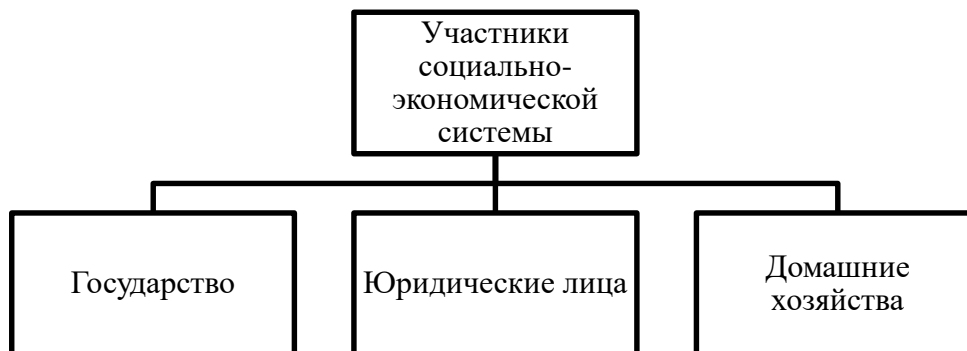 Участники
социально-
экономической
системы
Государство
Юридические лица
Домашние
хозяйства